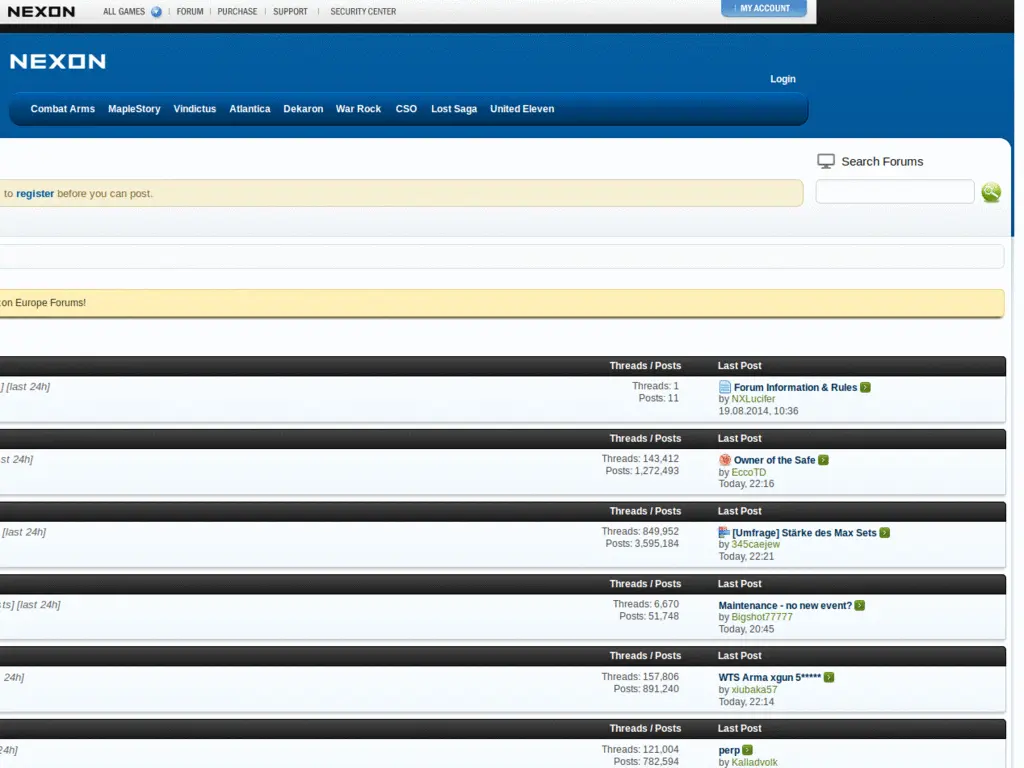 NEXON ALL GAMES FORUM PURCHASE SUPPORT SECURITY CENTER MY ACCOUNT
NEXON
Login
Combat Arms MapleStory Vindictus Atlantica Dekaron War Rock CSO Lost Saga United Eleven
Search Forums
to register before you can post.
on Europe Forums!
Threads / Posts Last Post
] [last 24h] Threads: 1 Forum Information & Rules
Posts: 11 by NXLucifer
19.08.2014, 10:36
Threads / Posts Last Post
st 24h] Threads: 143,412 Owner of the Safe
Posts: 1,272,493 by EccoTD
Today, 22:16
Threads / Posts Last Post
[last 24h] Threads: 849,952 [Umfrage] Stärke des Max Sets
Posts: 3,595,184 by 345caejew
Today, 22:21
Threads / Posts Last Post
ts] [last 24h] Threads: 6,670 Maintenance - no new event?
Posts: 51,748 by Bigshot77777
Today, 20:45
Threads / Posts Last Post
24h] Threads: 157,806 WTS Arma xgun 5*****
Posts: 891,240 by xiubaka57
Today, 22:14
Threads / Posts Last Post
24h] Threads: 121,004 perp
Posts: 782,594 by Kalladvolk